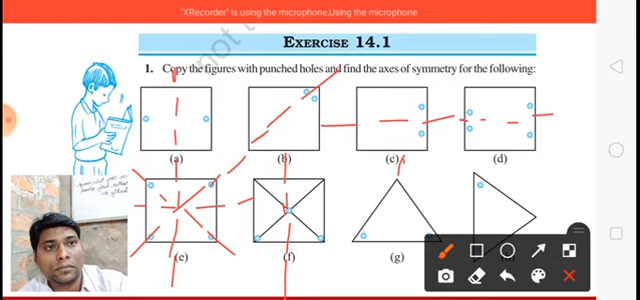 "XRecorder" is using the microphone,Using the microphone
EXERCISE 14.1
1. Copy the figures with punched holes and find the axes of symmetry for the following:
(a) (b) (c) (d)
(e) (f) (g)